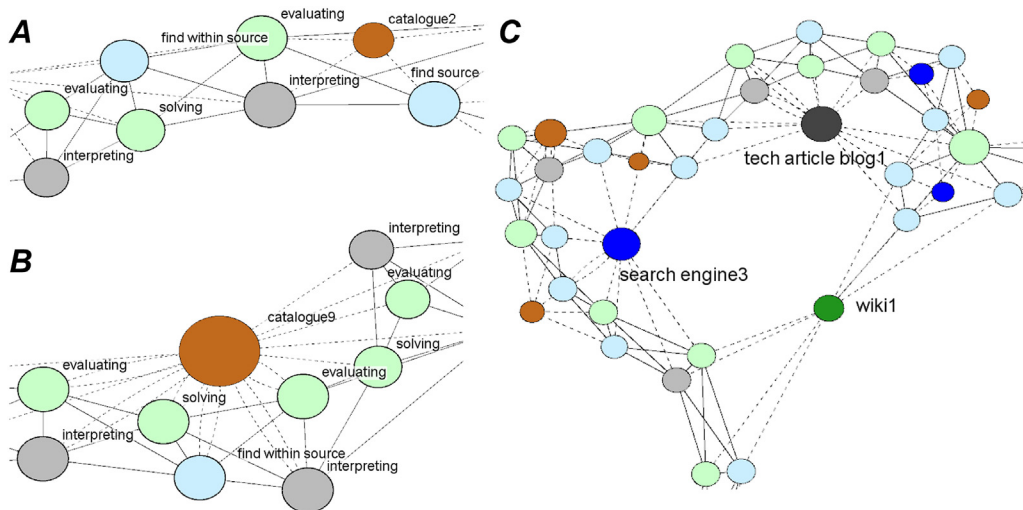 A
evaluating
catalogue2
find within source
evaluating
interpreting
find source
solving
interpreting
B
interpreting
evaluating
catalogue9
solving
evaluating
evaluating
solving
interpreting
find within source
interpreting
C
tech article blog1
search engine3
wiki1